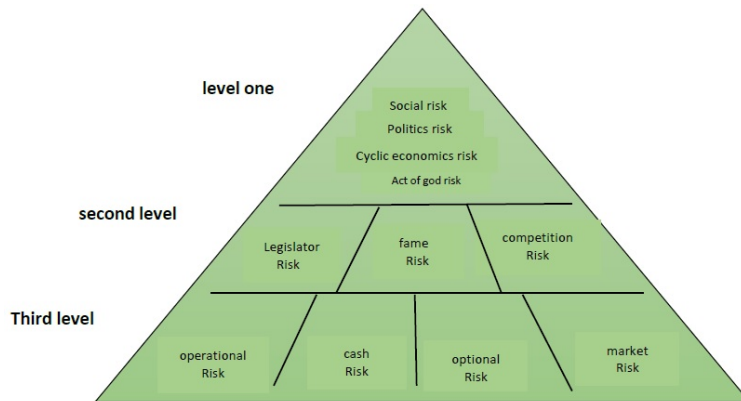 level one
Social risk
Politics risk
Cyclic economics risk
Act of god risk
second level
Legislator
Risk
fame
Risk
competition
Risk
Third level
operational
Risk
cash
Risk
optional
Risk
market
Risk